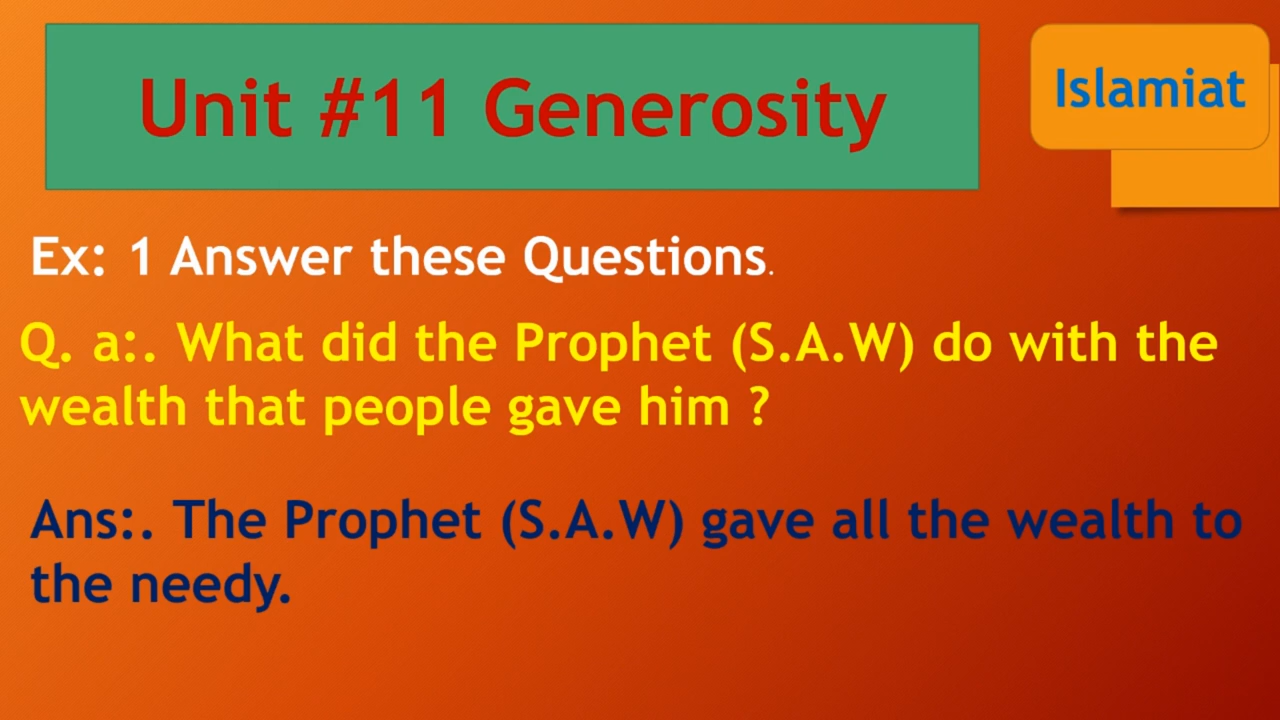 Unit #11 Generosity
Islamiat
Ex: 1 Answer these Questions.
Q. a:. What did the Prophet (S.A.W) do with the
wealth that people gave him ?
Ans:. The Prophet (S.A.W) gave all the wealth to
the needy.